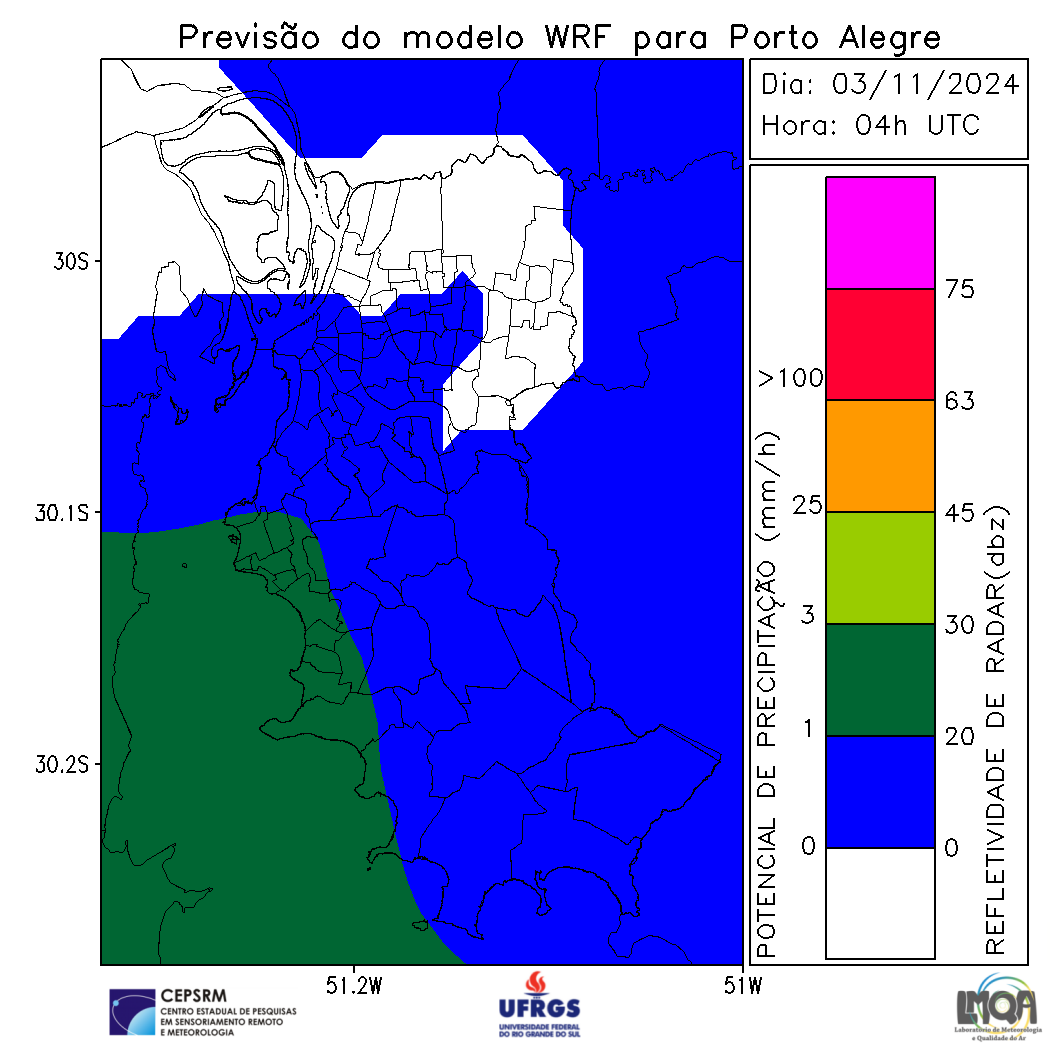 Previsão do modelo WRF para Porto Alegre
Dia: 03/11/2024
Hora: 04h UTC
30S
30.1S
30.2S
51.2W
51W
POTENCIAL DE PRECIPITAÇÃO (mm/h)
>100
25
3
1
0
75
63
45
30
20
0
REFLETIVIDADE DE RADAR(dbz)
CEPSRM
CENTRO ESTADUAL DE PESQUISAS
EM SENSORIAMENTO REMOTO
E METEOROLOGIA
UFRGS
UNIVERSIDADE FEDERAL
DO RIO GRANDE DO SUL
LMQA
Laboratório de Meteorologia
e Qualidade do Ar